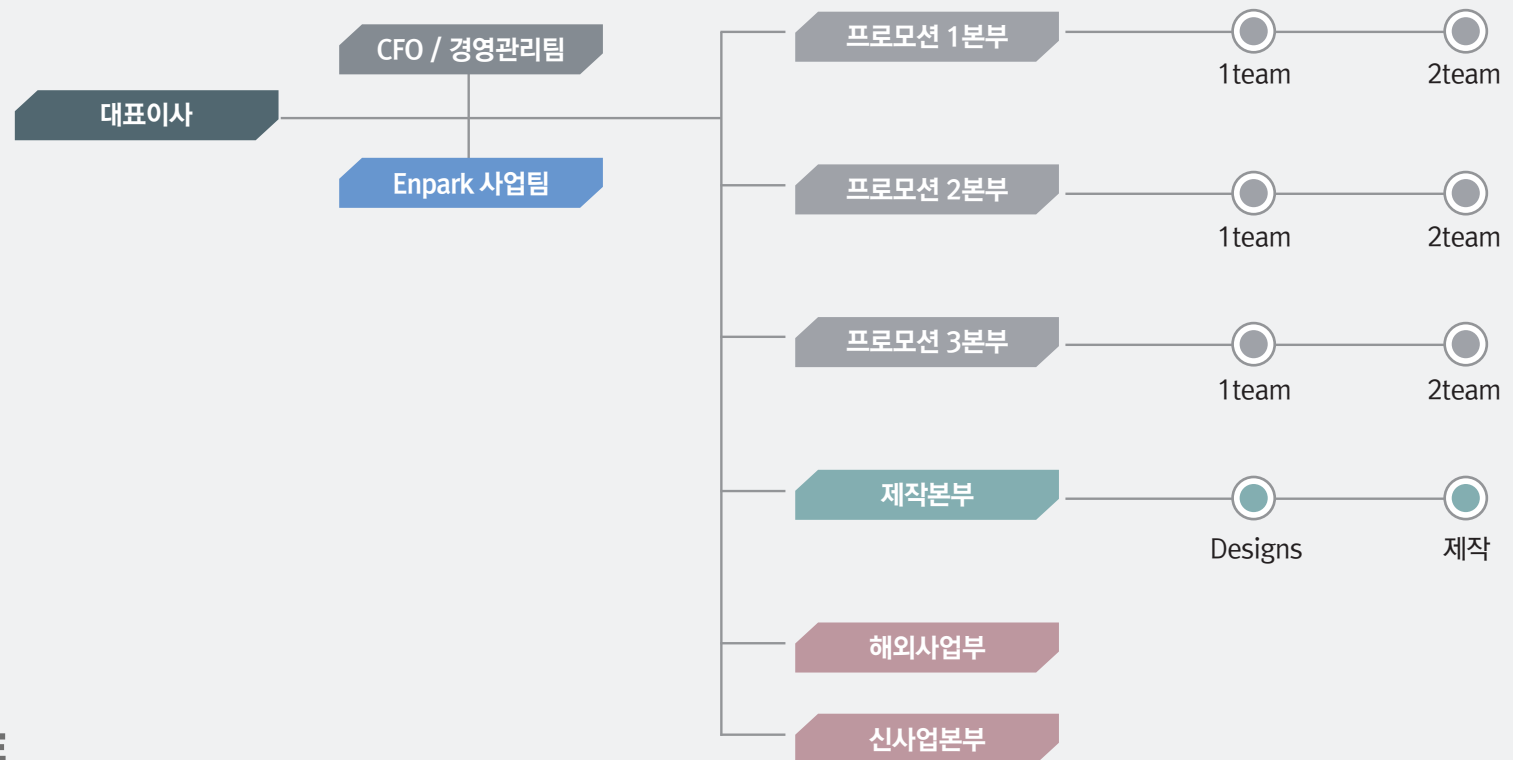 CFO / 경영관리팀
대표이사
Enpark 사업팀
프로모션 1본부
1team
2team
프로모션 2본부
1team
2team
프로모션 3본부
1team
2team
제작본부
Designs
제작
해외사업부
신사업본부